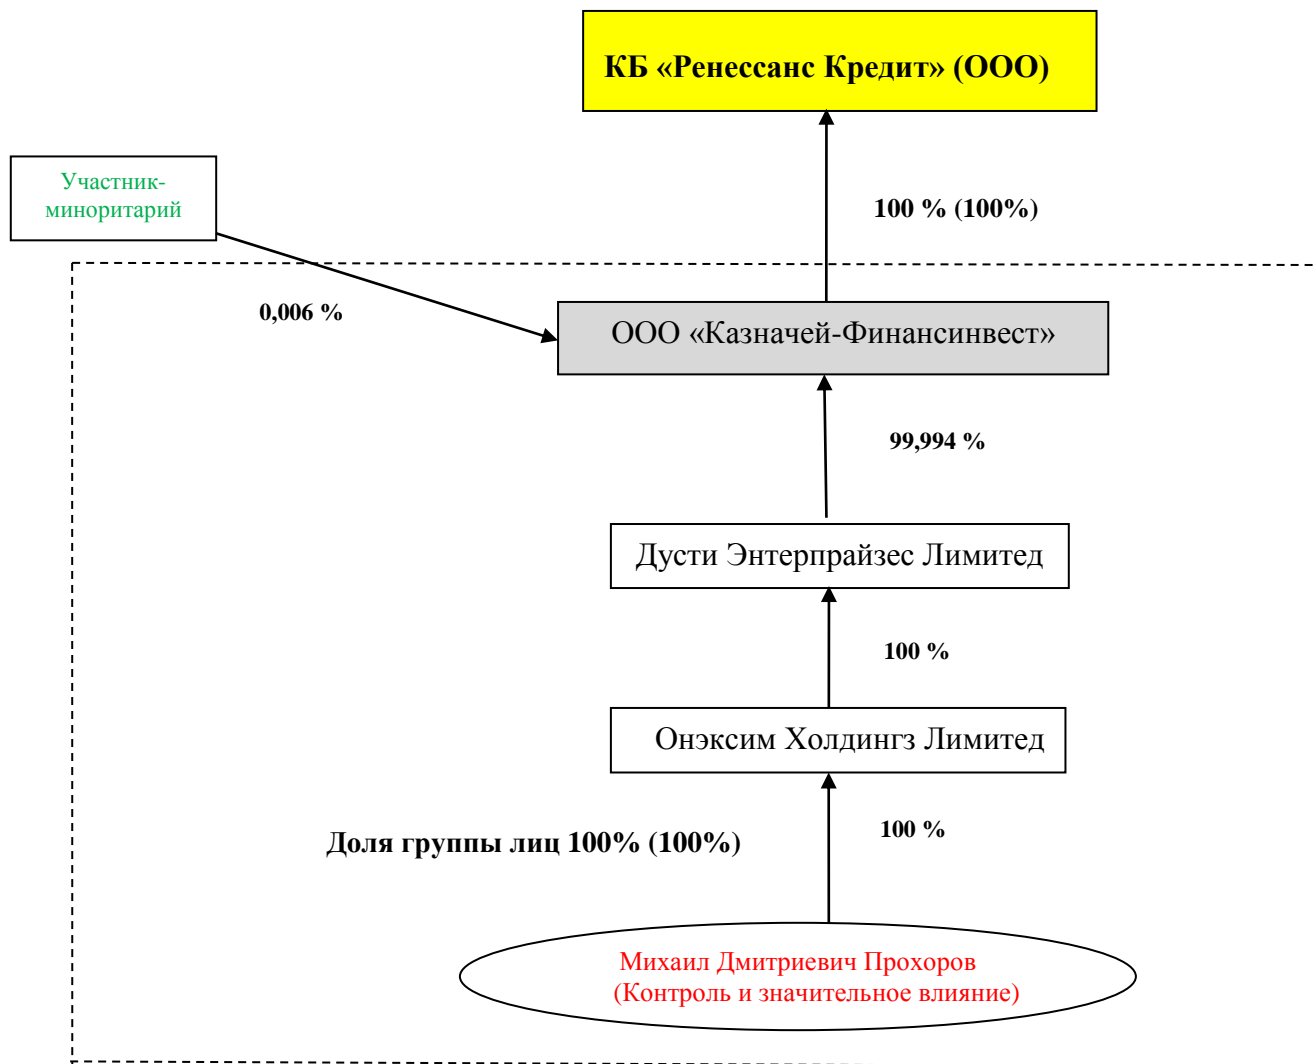 КБ «Ренессанс Кредит» (ООО)
Участник-
миноритарий
100 % (100%)
0,006 %
ООО «Казначей-Финансинвест»
99,994 %
Дусти Энтерпрайзес Лимитед
100 %
Онэксим Холдингз Лимитед
Доля группы лиц 100% (100%)
100 %
Михаил Дмитриевич Прохоров
(Контроль и значительное влияние)